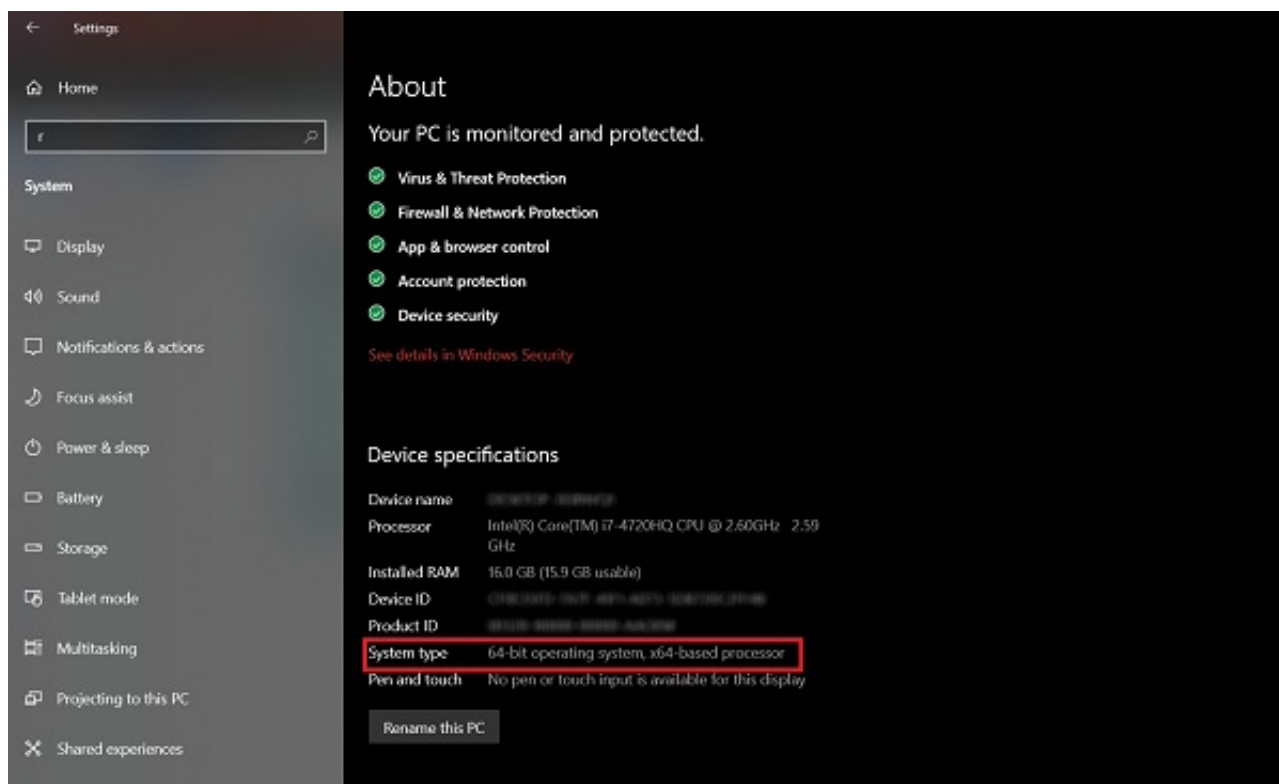 Settings
Home
r
System
Display
Sound
Notifications & actions
Focus assist
Power & sleep
Battery
Storage
Tablet mode
Multitasking
Projecting to this PC
Shared experiences
About
Your PC is monitored and protected.
Virus & Threat Protection
Firewall & Network Protection
App & browser control
Account protection
Device security
See details in Windows Security
Device specifications
Device name
Processor Intel(R) Core(TM) i7-4720HQ CPU @ 2.60GHz 2.59
GHz
Installed RAM 16.0 GB (15.9 GB usable)
Device ID
Product ID
System type 64-bit operating system, x64-based processor
Pen and touch No pen or touch input is available for this display
Rename this PC